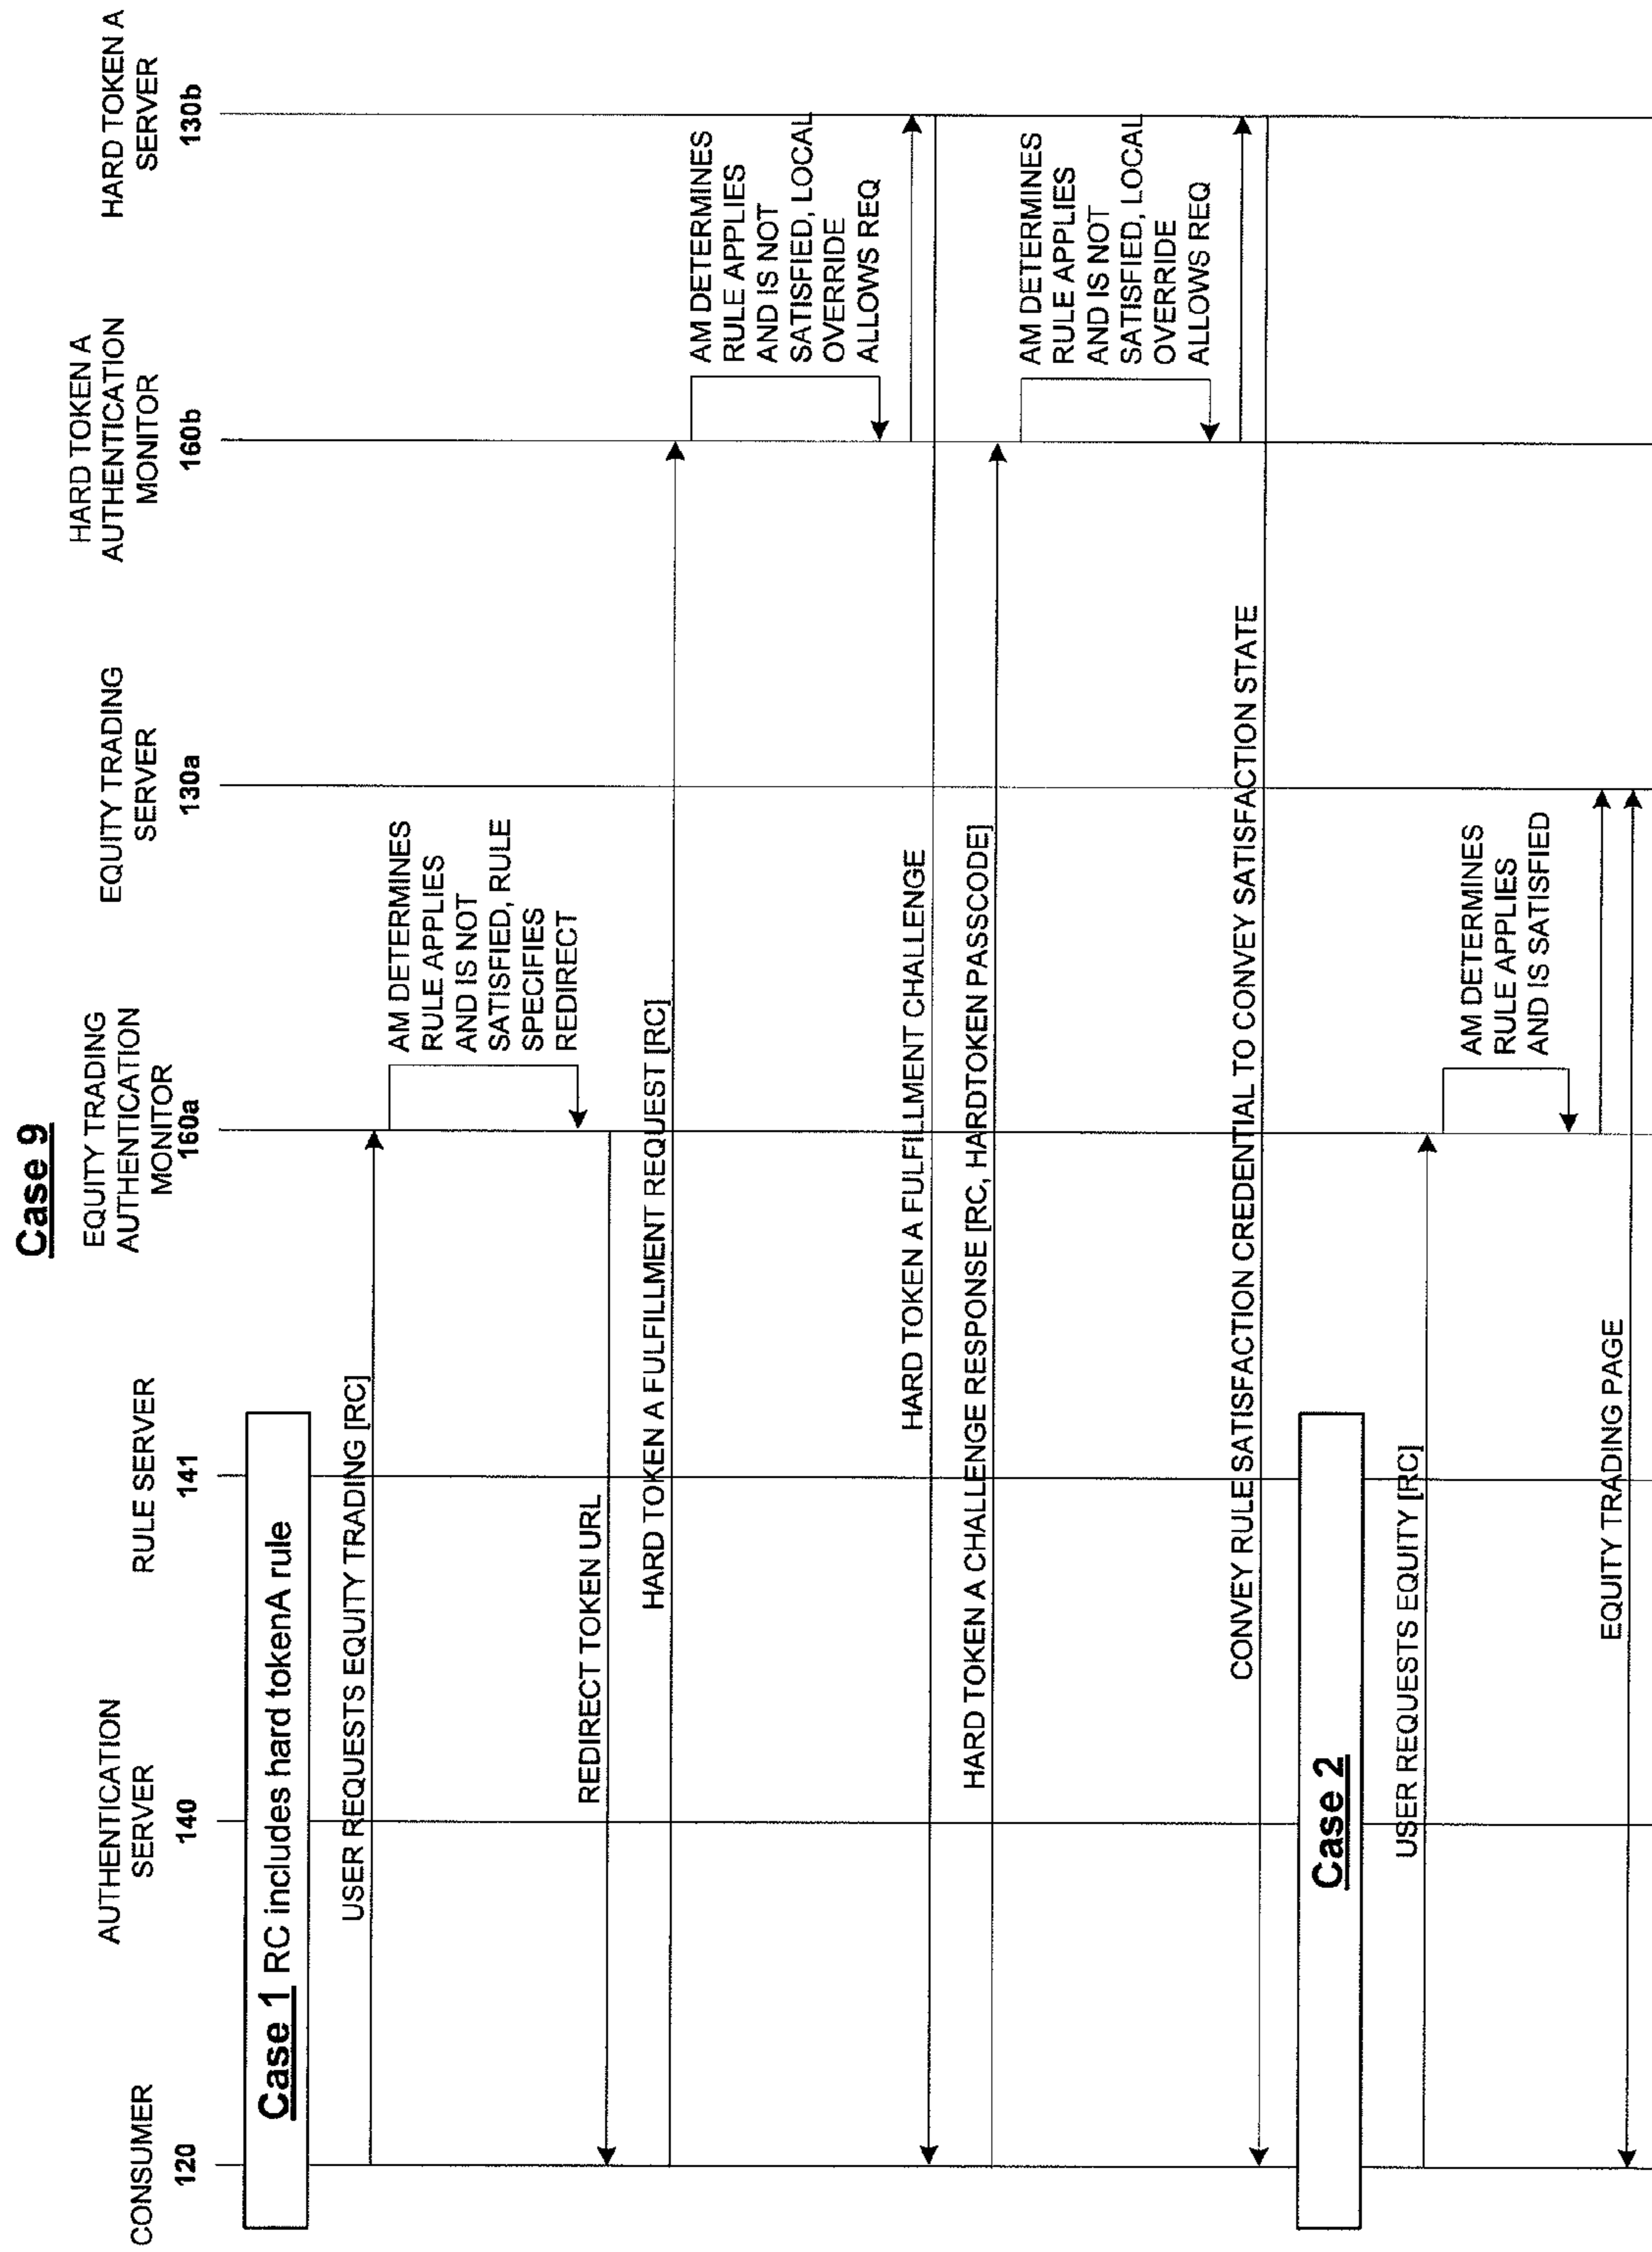 Case 9
CONSUMER
120
AUTHENTICATION
SERVER
140
RULE SERVER
141
EQUITY TRADING
AUTHENTICATION
MONITOR
160a
EQUITY TRADING
SERVER
130a
HARD TOKEN A
AUTHENTICATION
MONITOR
160b
HARD TOKEN A
SERVER
130b
Case 1 RC includes hard tokenA rule
USER REQUESTS EQUITY TRADING [RC]
AM DETERMINES
RULE APPLIES
AND IS NOT
SATISFIED, RULE
SPECIFIES
REDIRECT
REDIRECT TOKEN URL
HARD TOKEN A FULFILLMENT REQUEST [RC]
AM DETERMINES
RULE APPLIES
AND IS NOT
SATISFIED, LOCAL
OVERRIDE
ALLOWS REQ
HARD TOKEN A FULFILLMENT CHALLENGE
HARD TOKEN A CHALLENGE RESPONSE [RC, HARDTOKEN PASSCODE]
AM DETERMINES
RULE APPLIES
AND IS NOT
SATISFIED, LOCAL
OVERRIDE
ALLOWS REQ
CONVEY RULE SATISFACTION CREDENTIAL TO CONVEY SATISFACTION STATE
Case 2
USER REQUESTS EQUITY [RC]
AM DETERMINES
RULE APPLIES
AND IS SATISFIED
EQUITY TRADING PAGE